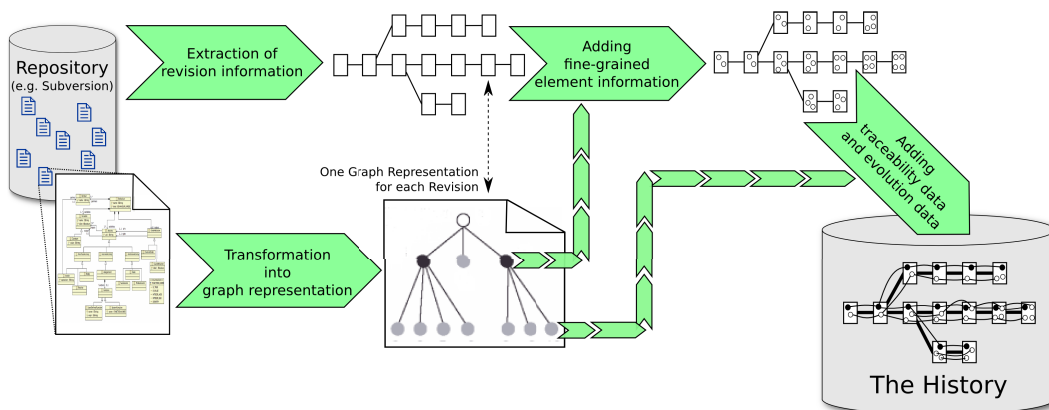 Repository
(e.g. Subversion)
Extraction of
revision information
Adding
fine-grained
element information
One Graph Representation
for each Revision
Transformation
into
graph representation
Adding
traceability data
and evolution data
The History